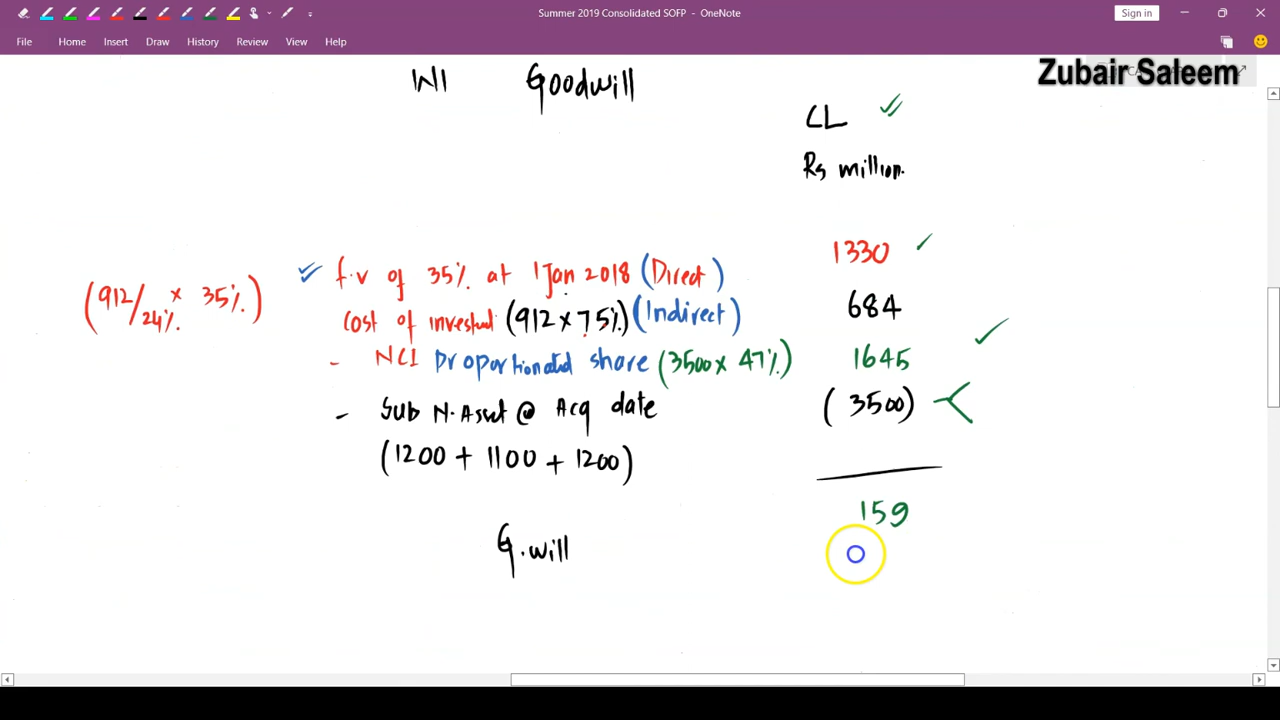 Summer 2019 Consolidated SOFP - OneNote
Sign in
File Home Insert Draw History Review View Help
Zubair Saleem
W1 Goodwill
CL
Rs million.
(912/24% × 35%) f.v of 35% at 1 Jan 2018 (Direct) 1330
Cost of invested (912 × 75%) (Indirect) 684
- NCI Proportionated share (3500 × 47%) 1645
- Sub N.Asset @ Acq date (3500)
(1200 + 1100 + 1200)
159
G.will